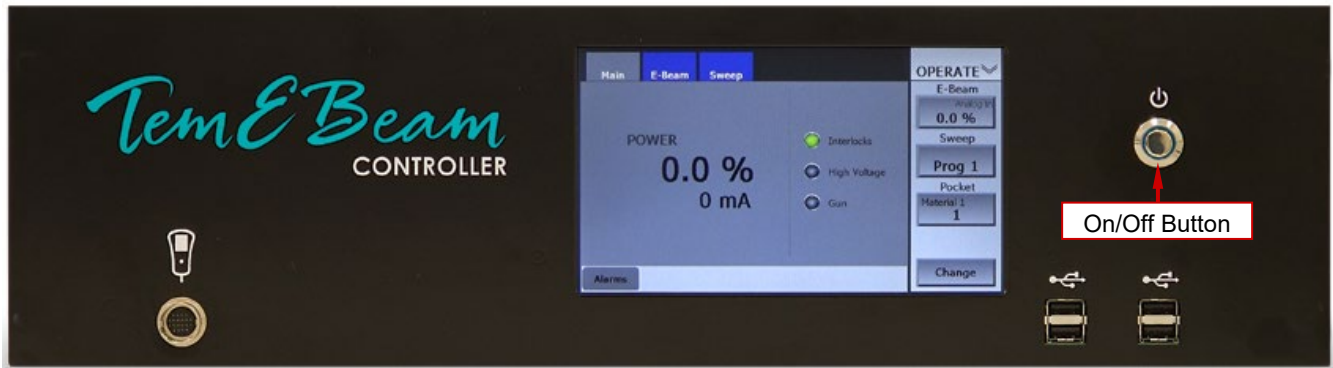 TemEBeam
CONTROLLER
Main
E-Beam
Sweep
POWER
0.0 %
0 mA
Interlocks
High Voltage
Gun
Alarms
OPERATE
E-Beam
Analog In
0.0 %
Sweep
Prog 1
Pocket
Material 1
1
Change
On/Off Button